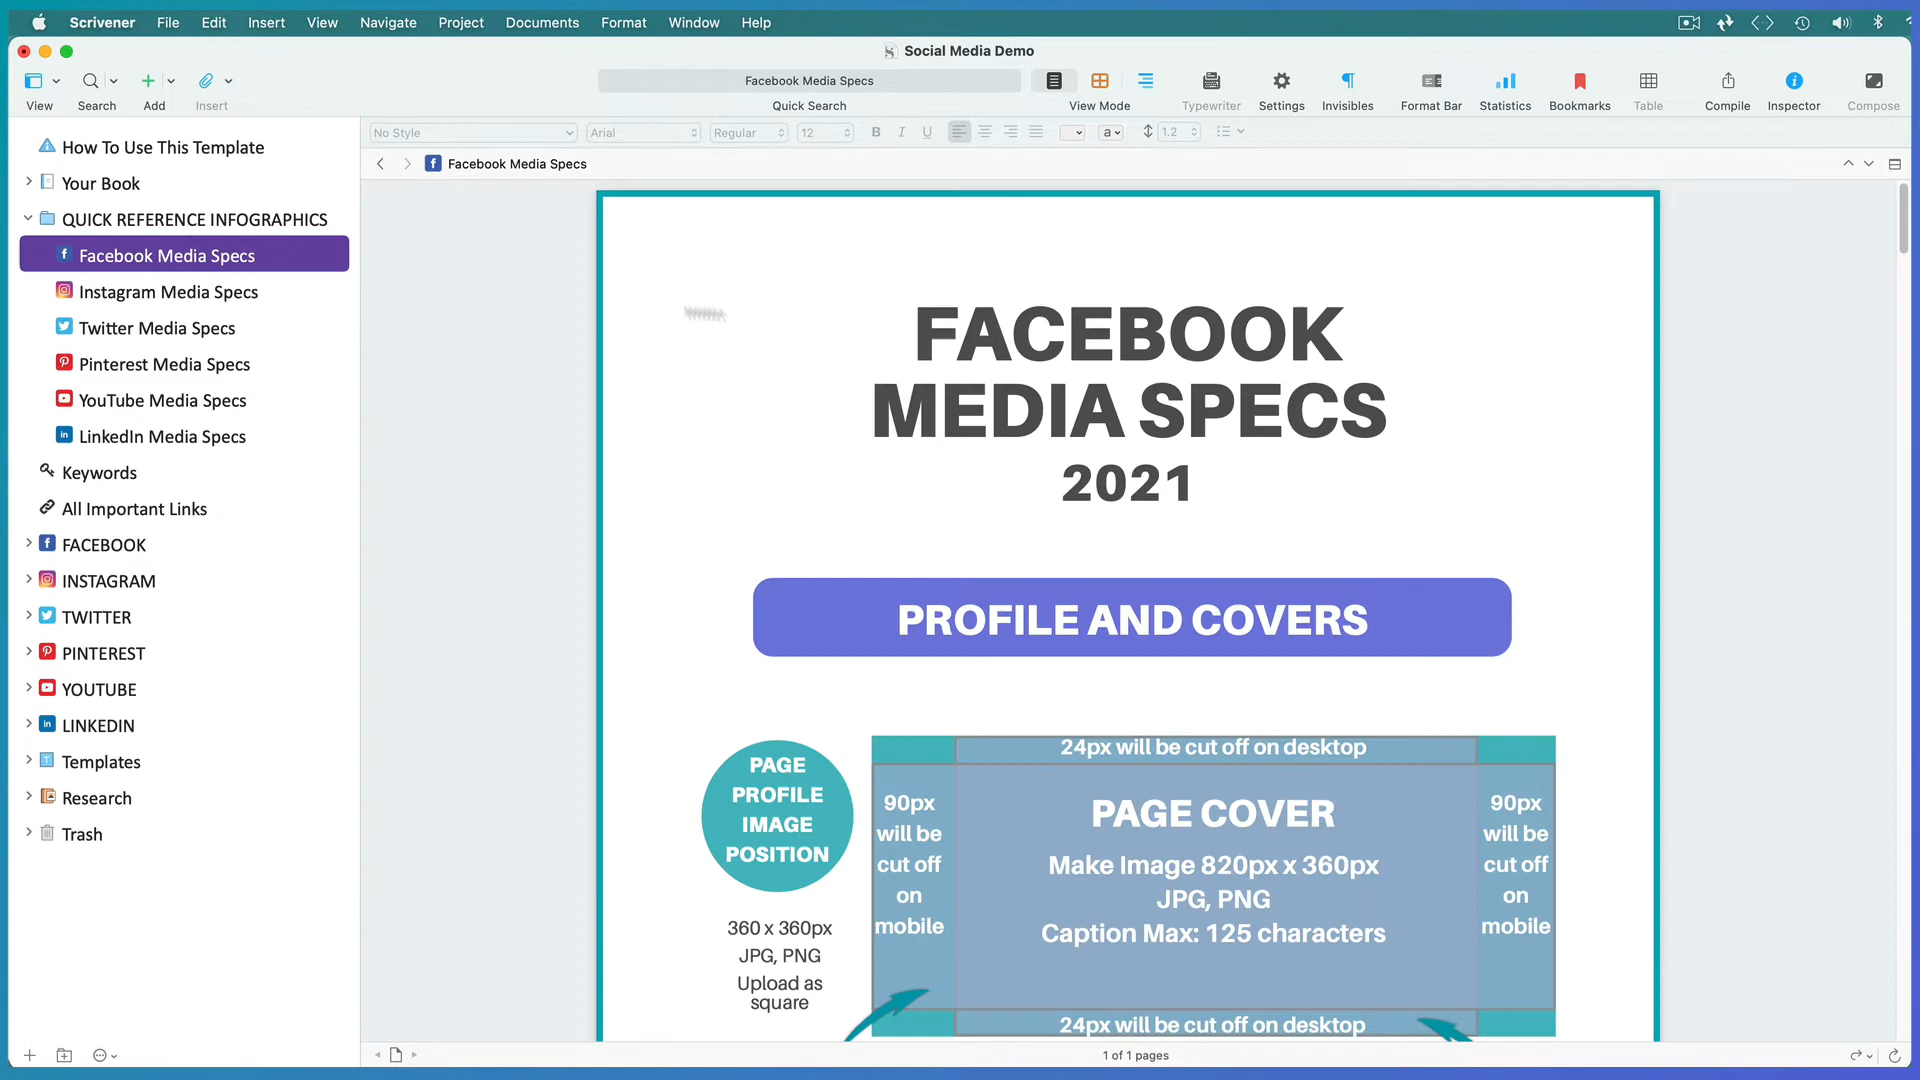 Scrivener File Edit Insert View Scrivenings Navigate Project Documents Format Window Help
Social Media Demo
Facebook Media Specs
View Search Add Insert Quick Search View Mode Typewriter Settings Invisibles Format Bar Statistics Bookmarks Table Compile Inspector Compose
No Style Arial Regular 12 B I U a 1.2
Facebook Media Specs
How To Use This Template
Your Book
QUICK REFERENCE INFOGRAPHICS
Facebook Media Specs
Instagram Media Specs
Twitter Media Specs
Pinterest Media Specs
YouTube Media Specs
LinkedIn Media Specs
Keywords
All Important Links
FACEBOOK
INSTAGRAM
TWITTER
PINTEREST
YOUTUBE
LINKEDIN
Templates
Research
Trash
FACEBOOK
MEDIA SPECS
2021
PROFILE AND COVERS
PAGE
PROFILE
IMAGE
POSITION
360 x 360px
JPG, PNG
Upload as
square
24px will be cut off on desktop
90px
will be
cut off
on
mobile
PAGE COVER
Make Image 820px x 360px
JPG, PNG
Caption Max: 125 characters
90px
will be
cut off
on
mobile
24px will be cut off on desktop
1 of 1 pages